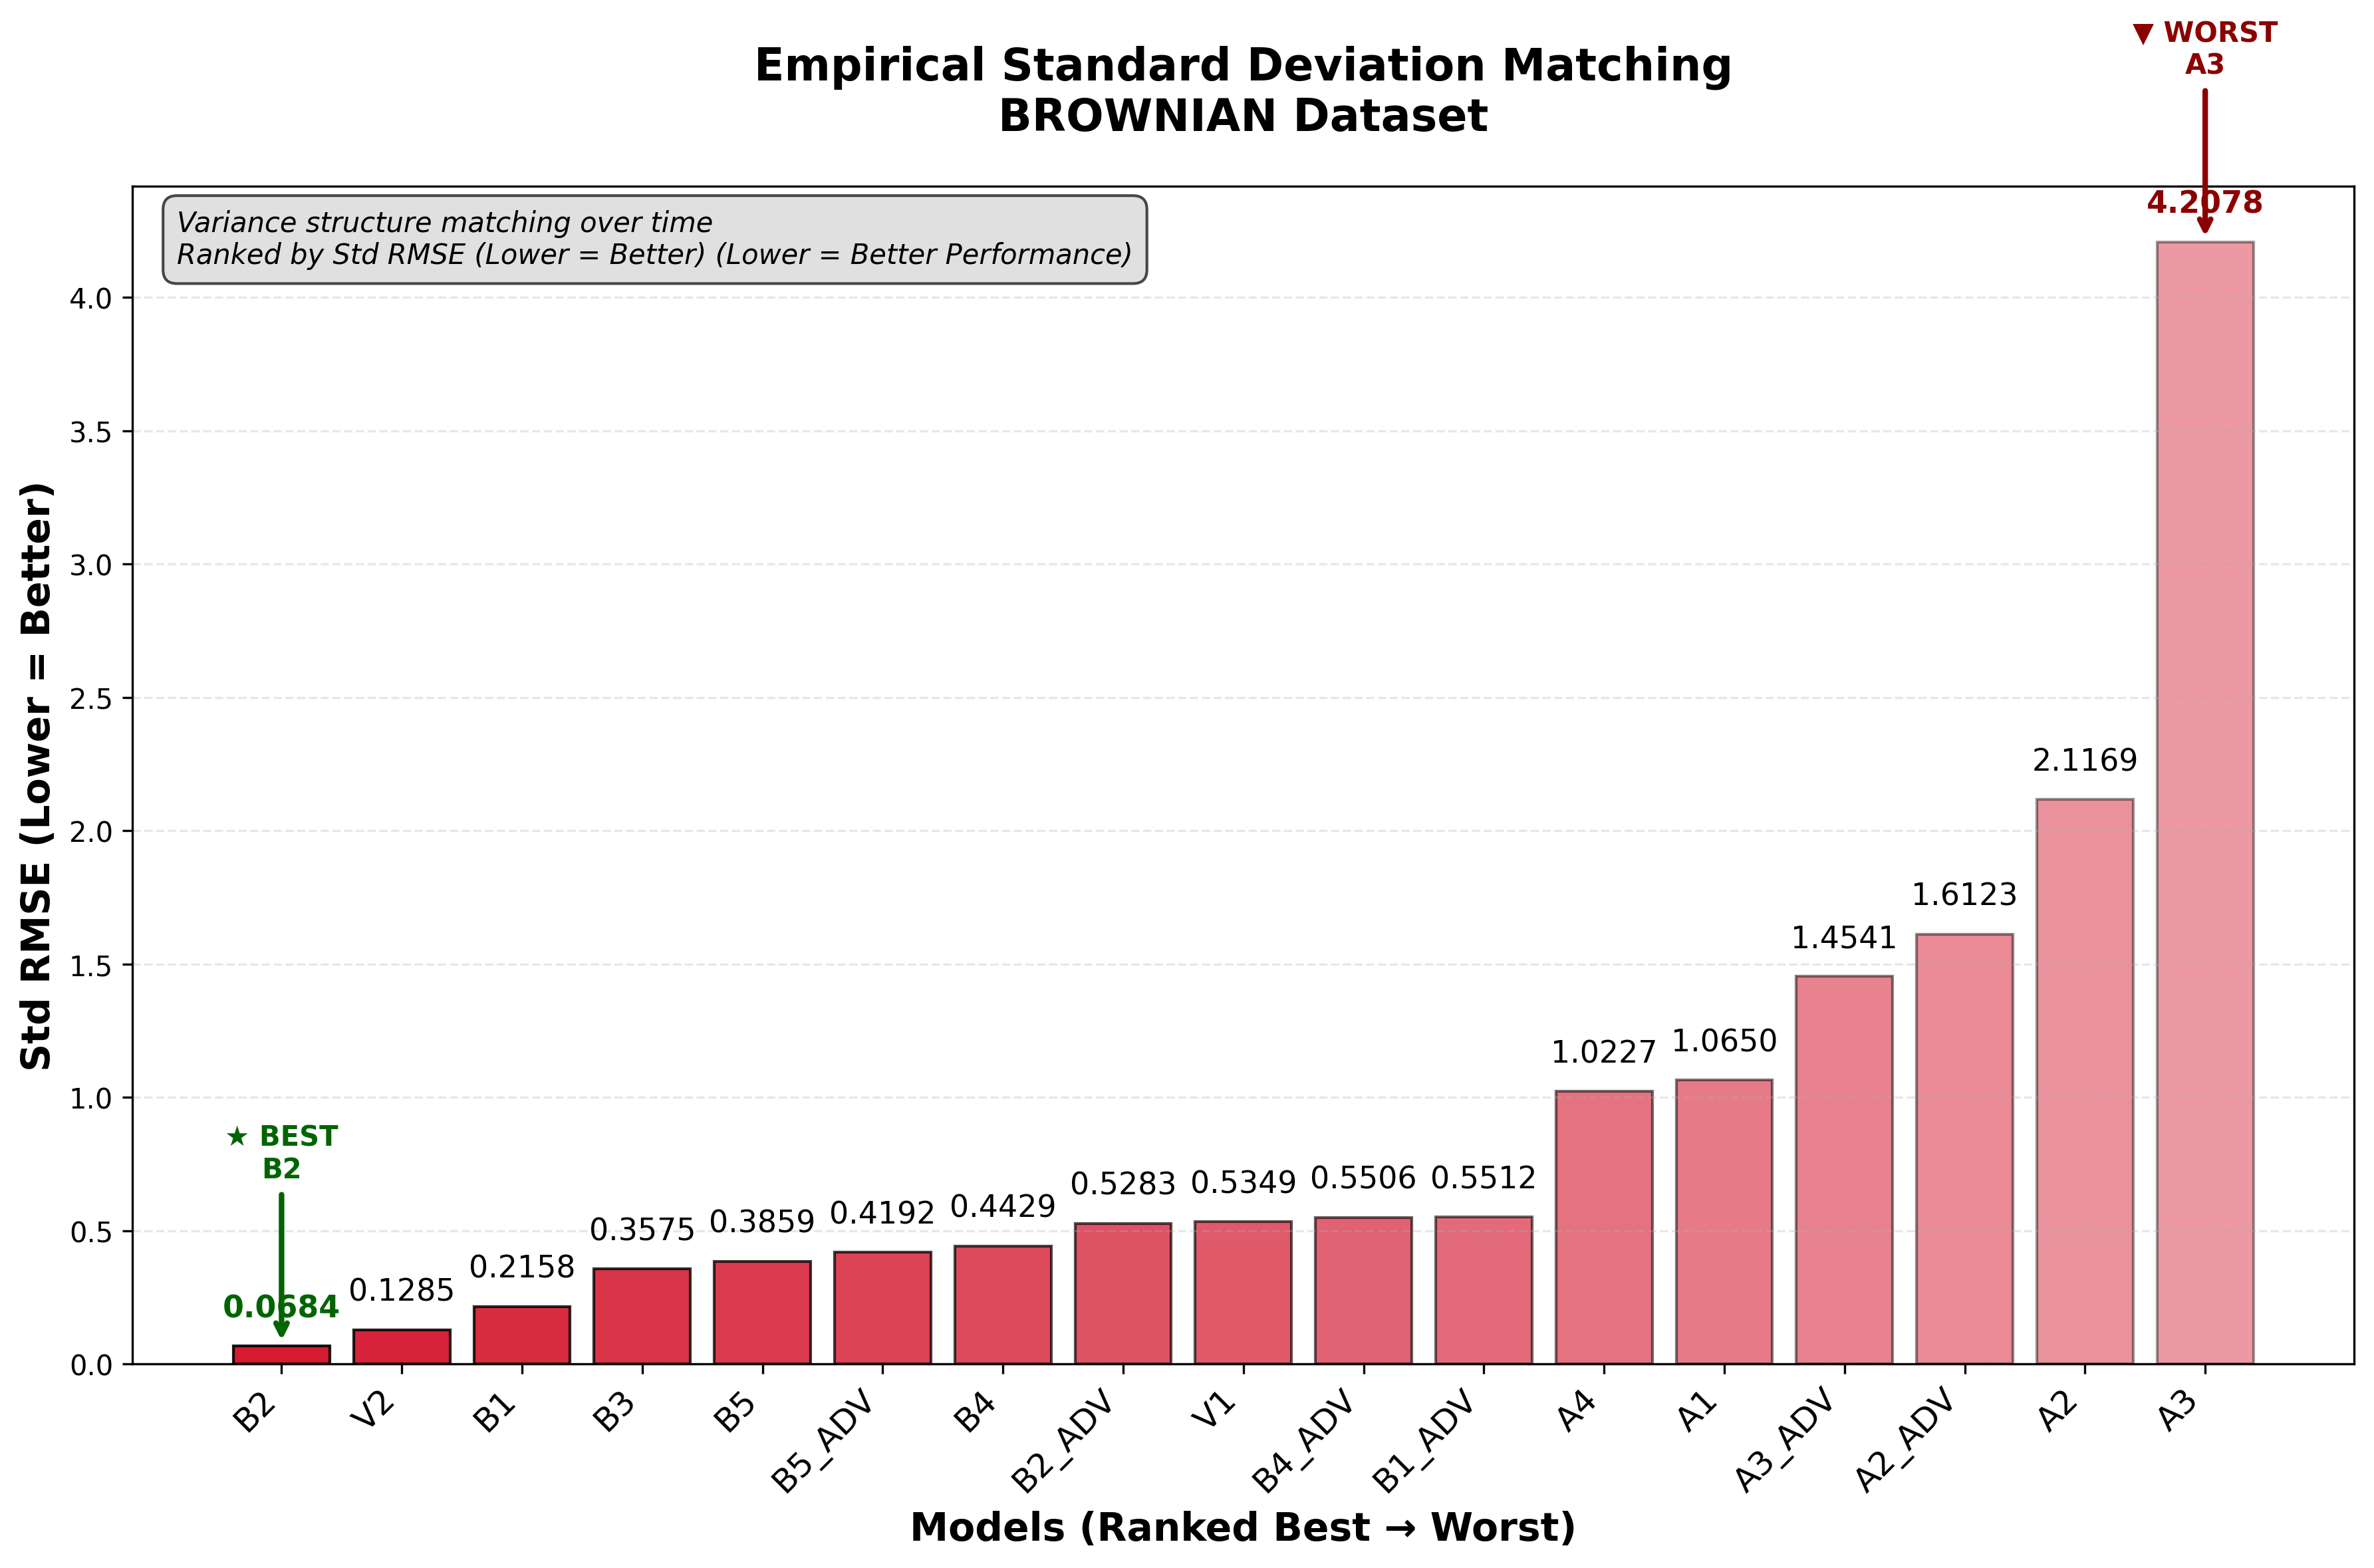 ▼ WORST
A3
Empirical Standard Deviation Matching
BROWNIAN Dataset
Variance structure matching over time
Ranked by Std RMSE (Lower = Better) (Lower = Better Performance)
4.2078
Std RMSE (Lower = Better)
4.0
3.5
3.0
2.5
2.0
1.5
1.0
0.5
0.0
★ BEST
B2
0.0684
0.1285
0.2158
0.3575
0.3859
0.4192
0.4429
0.5283
0.5349
0.5506
0.5512
1.0227
1.0650
1.4541
1.6123
2.1169
B2
V2
B1
B3
B5
B5_ADV
B4
B2_ADV
V1
B4_ADV
B1_ADV
A4
A1
A3_ADV
A2_ADV
A2
A3
Models (Ranked Best → Worst)